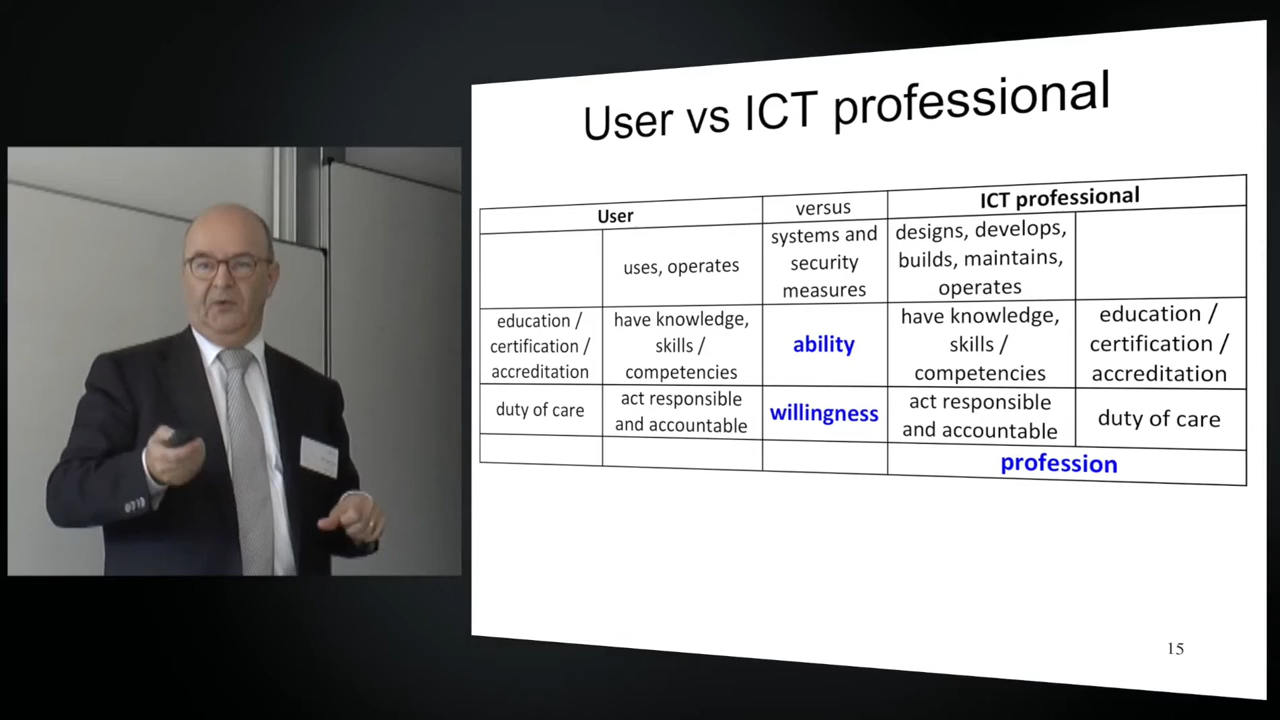 User vs ICT professional
User
versus
ICT professional
uses, operates
systems and
security
measures
designs, develops,
builds, maintains,
operates
education /
certification /
accreditation
have knowledge,
skills /
competencies
ability
have knowledge,
skills /
competencies
education /
certification /
accreditation
duty of care
act responsible
and accountable
willingness
act responsible
and accountable
duty of care
profession
15